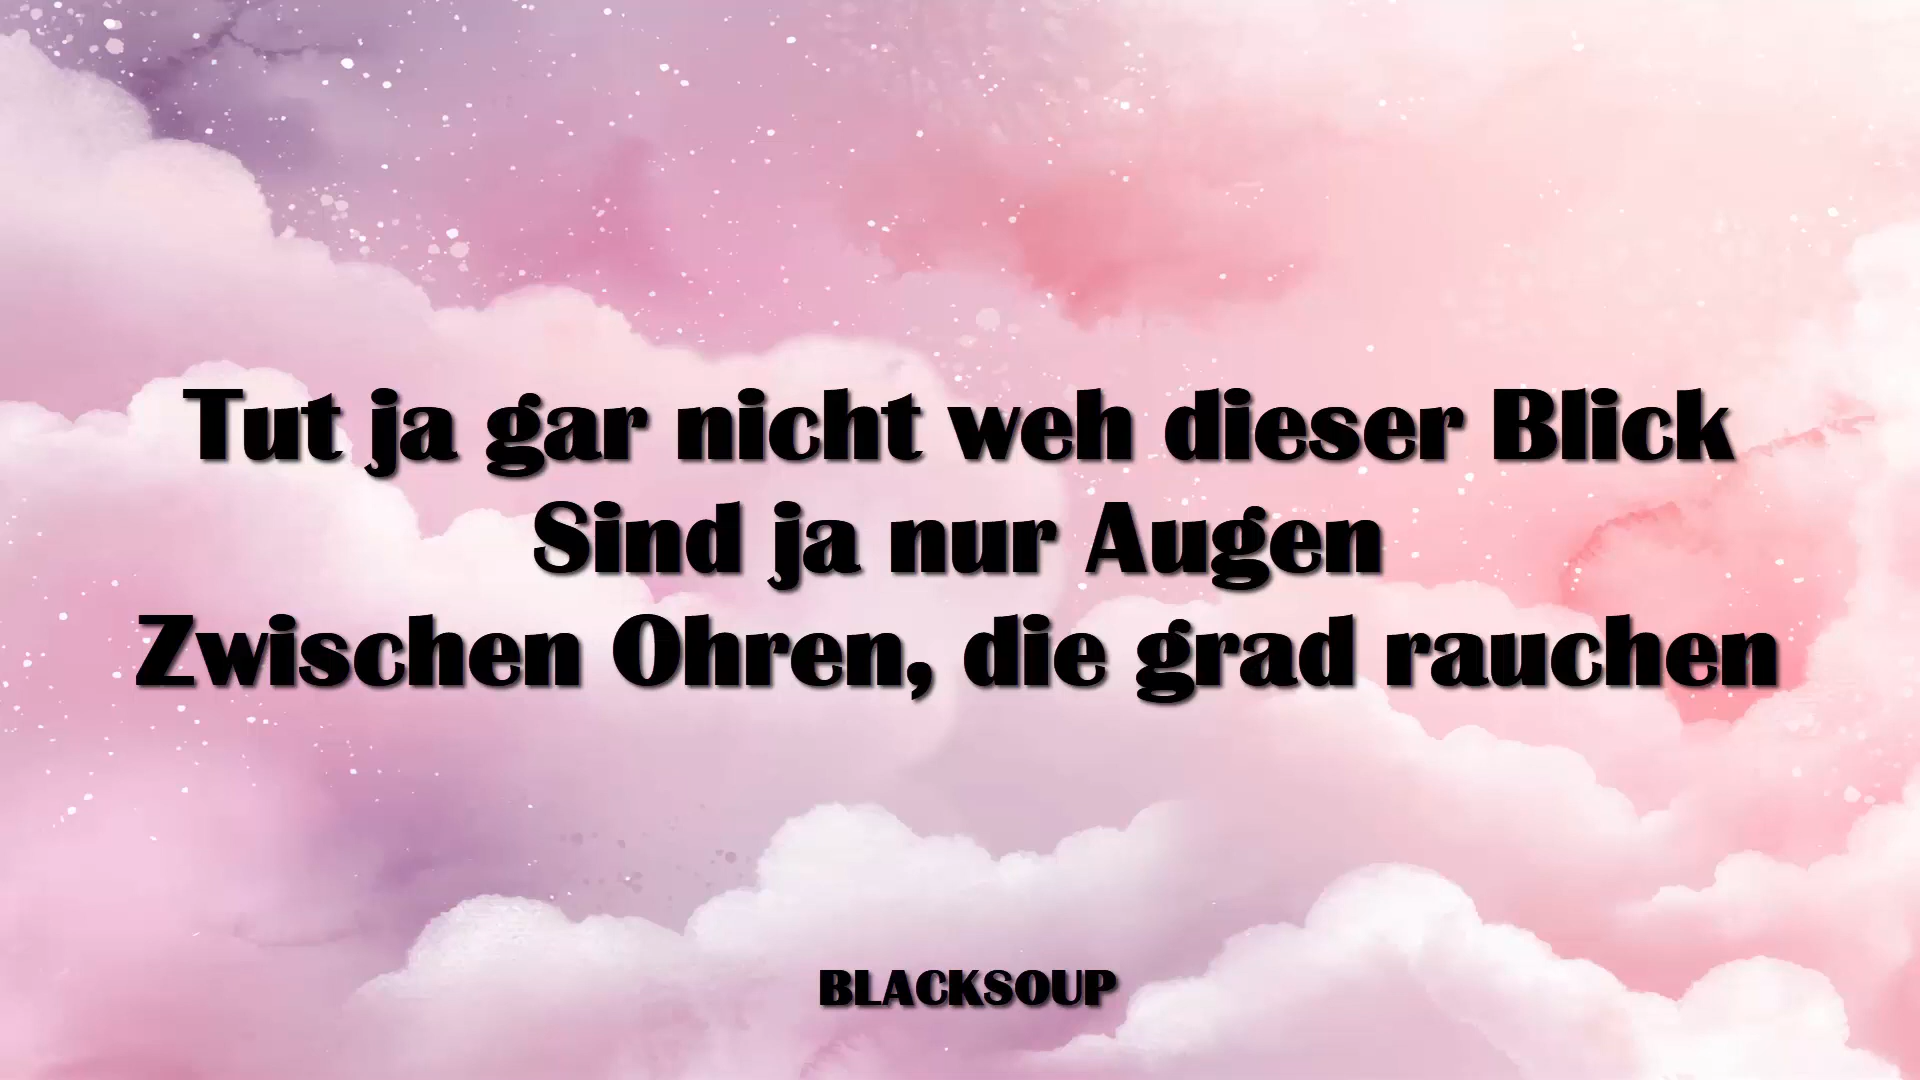 Tut ja gar nicht weh dieser Blick
Sind ja nur Augen
Zwischen Ohren, die grad rauchen
BLACKSOUP